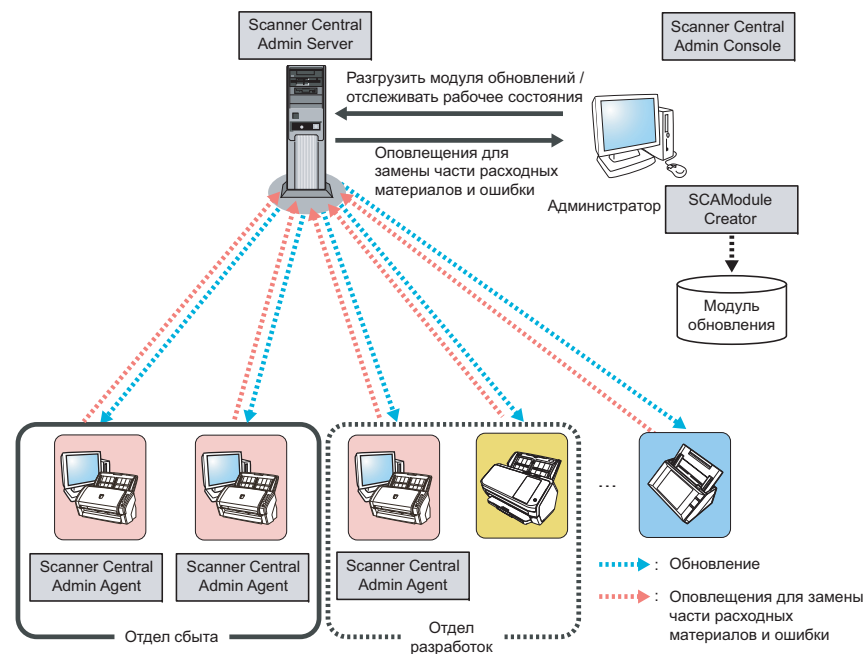 Scanner Central
Admin Server
Scanner Central
Admin Console
Разгрузить модуля обновлений /
отслеживать рабочее состояния
Оповлещения для
замены части расходных
материалов и ошибки
Администратор
SCAModule
Creator
Модуль
обновления
...
Scanner Central
Admin Agent
Scanner Central
Admin Agent
Scanner Central
Admin Agent
Отдел сбыта
Отдел
разработок
: Обновление
: Оповлещения для замены
части расходных
материалов и ошибки